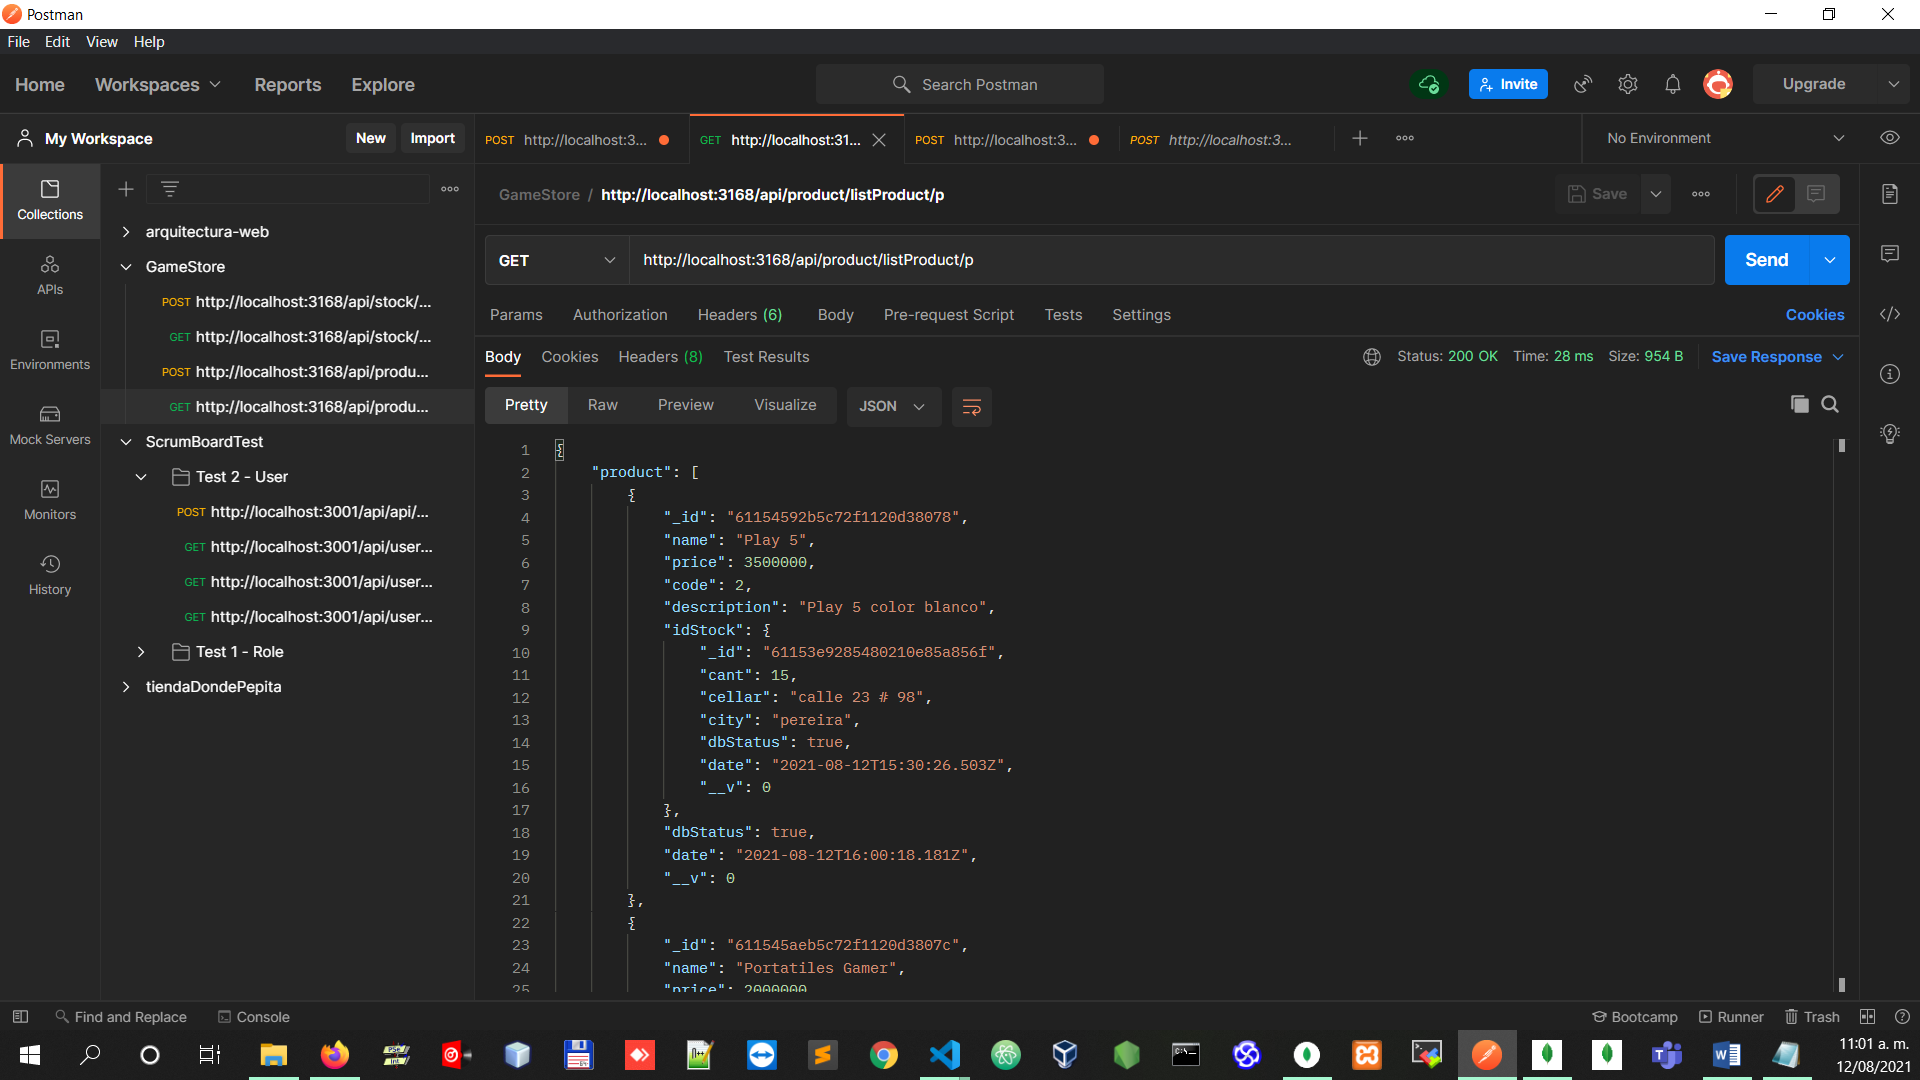 Postman
File Edit View Help
Home Workspaces Reports Explore Search Postman Invite Upgrade
My Workspace New Import POST http://localhost:3... GET http://localhost:31... POST http://localhost:3... POST http://localhost:3... No Environment
Collections
APIs
Environments
Mock Servers
Monitors
History
arquitectura-web
GameStore
POST http://localhost:3168/api/stock/...
GET http://localhost:3168/api/stock/...
POST http://localhost:3168/api/produ...
GET http://localhost:3168/api/produ...
ScrumBoardTest
Test 2 - User
POST http://localhost:3001/api/api/...
GET http://localhost:3001/api/user...
GET http://localhost:3001/api/user...
GET http://localhost:3001/api/user...
Test 1 - Role
tiendaDondePepita
GameStore / http://localhost:3168/api/product/listProduct/p Save
GET http://localhost:3168/api/product/listProduct/p Send
Params Authorization Headers (6) Body Pre-request Script Tests Settings Cookies
Body Cookies Headers (8) Test Results Status: 200 OK Time: 28 ms Size: 954 B Save Response
Pretty Raw Preview Visualize JSON
1 {
2 "product": [
3 {
4 "_id": "61154592b5c72f1120d38078",
5 "name": "Play 5",
6 "price": 3500000,
7 "code": 2,
8 "description": "Play 5 color blanco",
9 "idStock": {
10 "_id": "61153e9285480210e85a856f",
11 "cant": 15,
12 "cellar": "calle 23 # 98",
13 "city": "pereira",
14 "dbStatus": true,
15 "date": "2021-08-12T15:30:26.503Z",
16 "__v": 0
17 },
18 "dbStatus": true,
19 "date": "2021-08-12T16:00:18.181Z",
20 "__v": 0
21 },
22 {
23 "_id": "611545aeb5c72f1120d3807c",
24 "name": "Portatiles Gamer",
25 "price": 2000000
Find and Replace Console Bootcamp Runner Trash
11:01 a. m.
12/08/2021